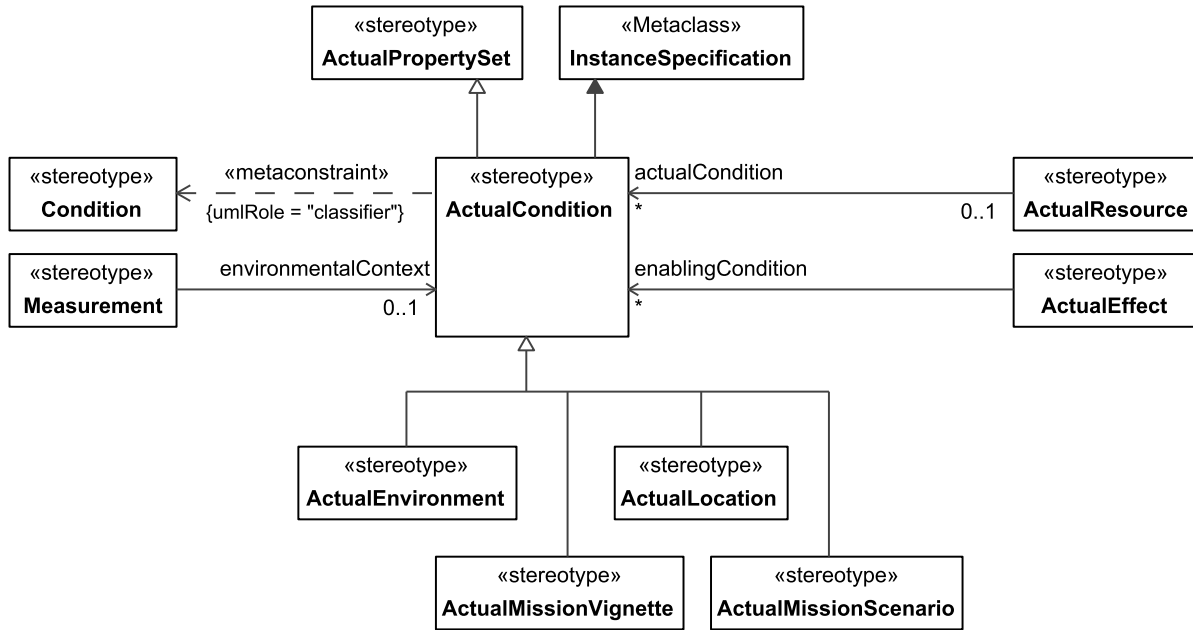 «stereotype»
ActualPropertySet
«Metaclass»
InstanceSpecification
«stereotype»
Condition
«metaconstraint»
{umlRole = "classifier"}
«stereotype»
ActualCondition
actualCondition
*
0..1
«stereotype»
ActualResource
«stereotype»
Measurement
environmentalContext
0..1
enablingCondition
*
«stereotype»
ActualEffect
«stereotype»
ActualEnvironment
«stereotype»
ActualLocation
«stereotype»
ActualMissionVignette
«stereotype»
ActualMissionScenario